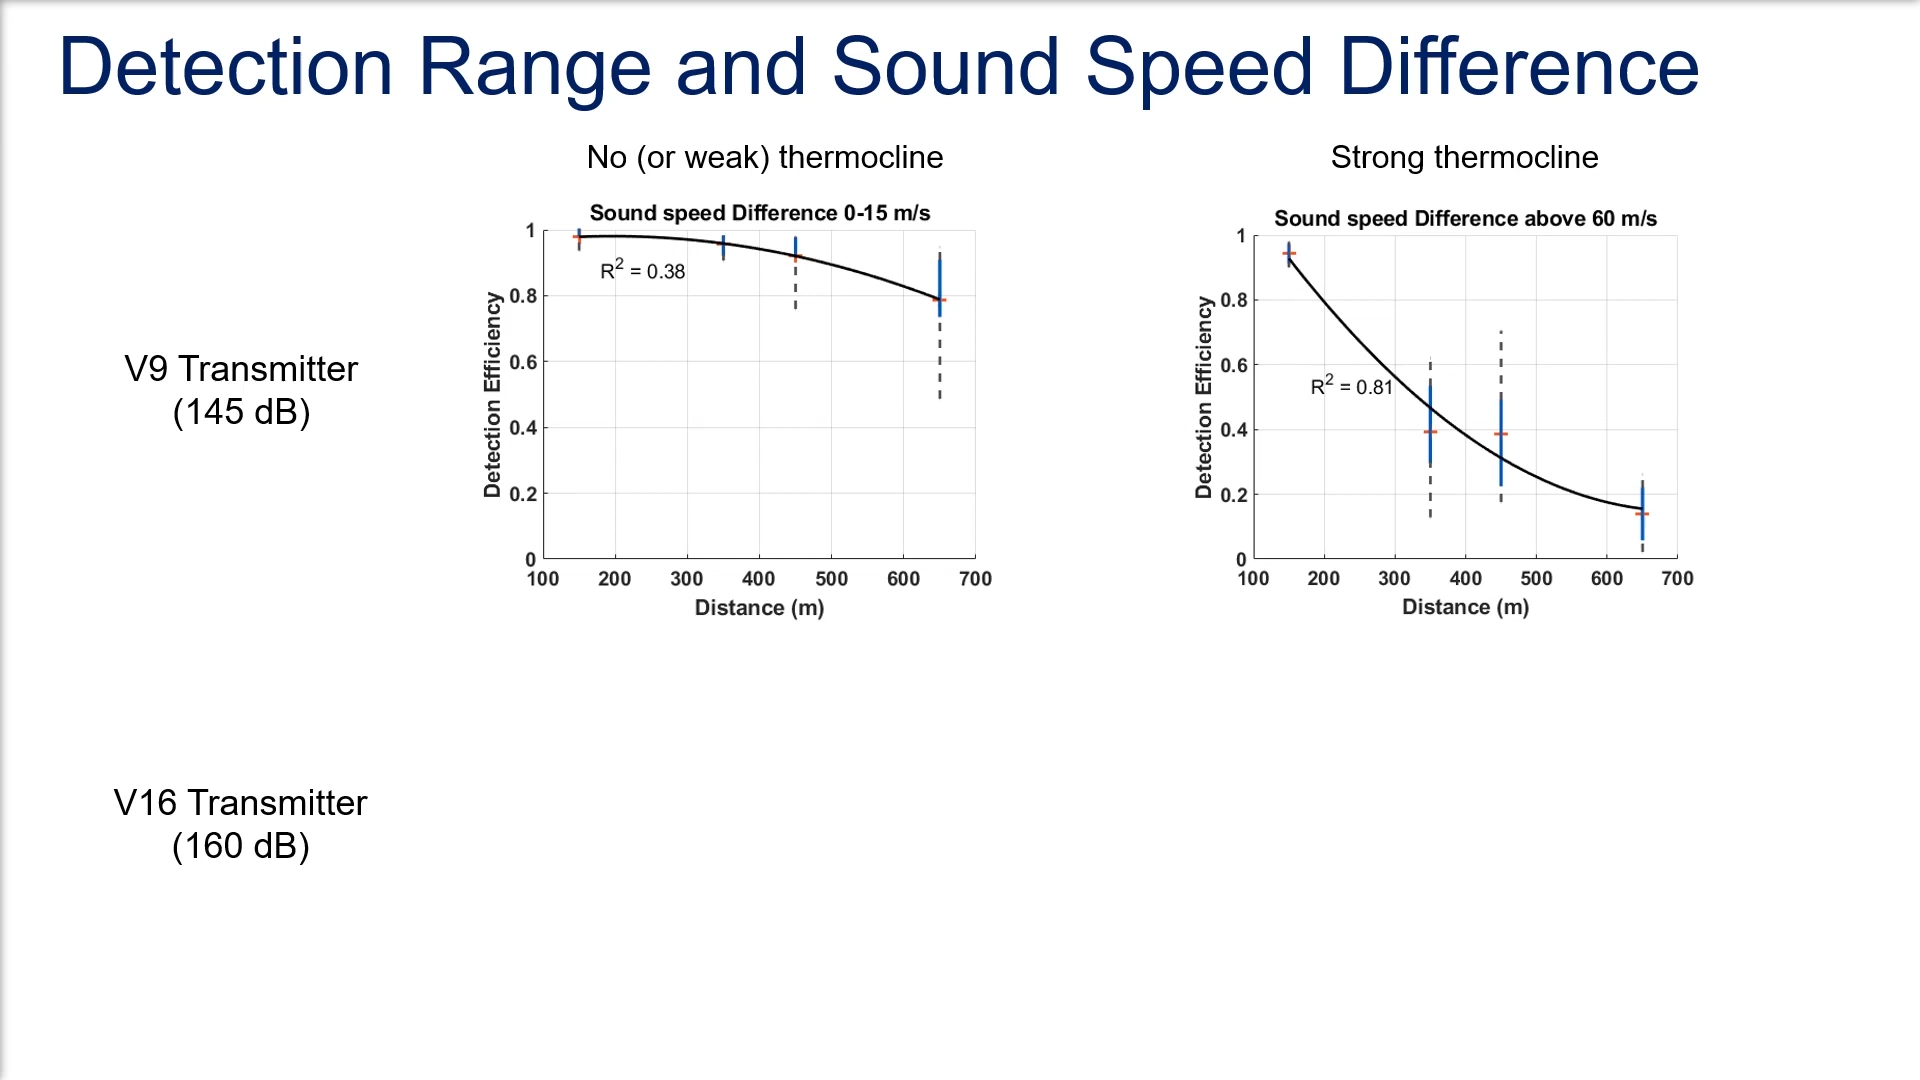 Detection Range and Sound Speed Difference
No (or weak) thermocline
Strong thermocline
V9 Transmitter
(145 dB)
Sound speed Difference 0-15 m/s
R² = 0.38
Detection Efficiency
1
0.8
0.6
0.4
0.2
0
100 200 300 400 500 600 700
Distance (m)
Sound speed Difference above 60 m/s
R² = 0.81
Detection Efficiency
1
0.8
0.6
0.4
0.2
0
100 200 300 400 500 600 700
Distance (m)
V16 Transmitter
(160 dB)